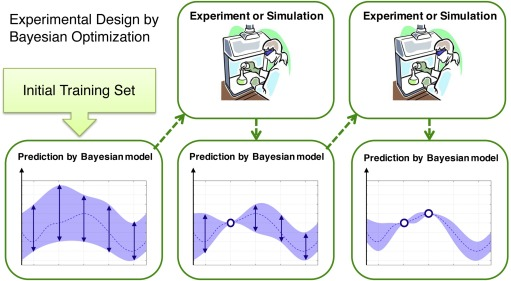 Experimental Design by
Bayesian Optimization
Initial Training Set
Experiment or Simulation
Experiment or Simulation
Prediction by Bayesian model
Prediction by Bayesian model
Prediction by Bayesian model